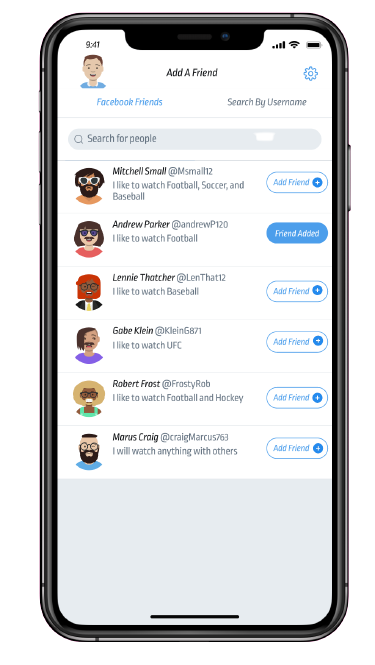 9:41
Add A Friend
Facebook Friends
Search By Username
Search for people
Mitchell Small @Msmall12
I like to watch Football, Soccer, and
Baseball
Add Friend
Andrew Parker @andrewP120
I like to watch Football
Friend Added
Lennie Thatcher @LenThat12
I like to watch Baseball
Add Friend
Gabe Klein @KleinG871
I like to watch UFC
Add Friend
Robert Frost @FrostyRob
I like to watch Football and Hockey
Add Friend
Marus Craig @craigMarcus763
I will watch anything with others
Add Friend